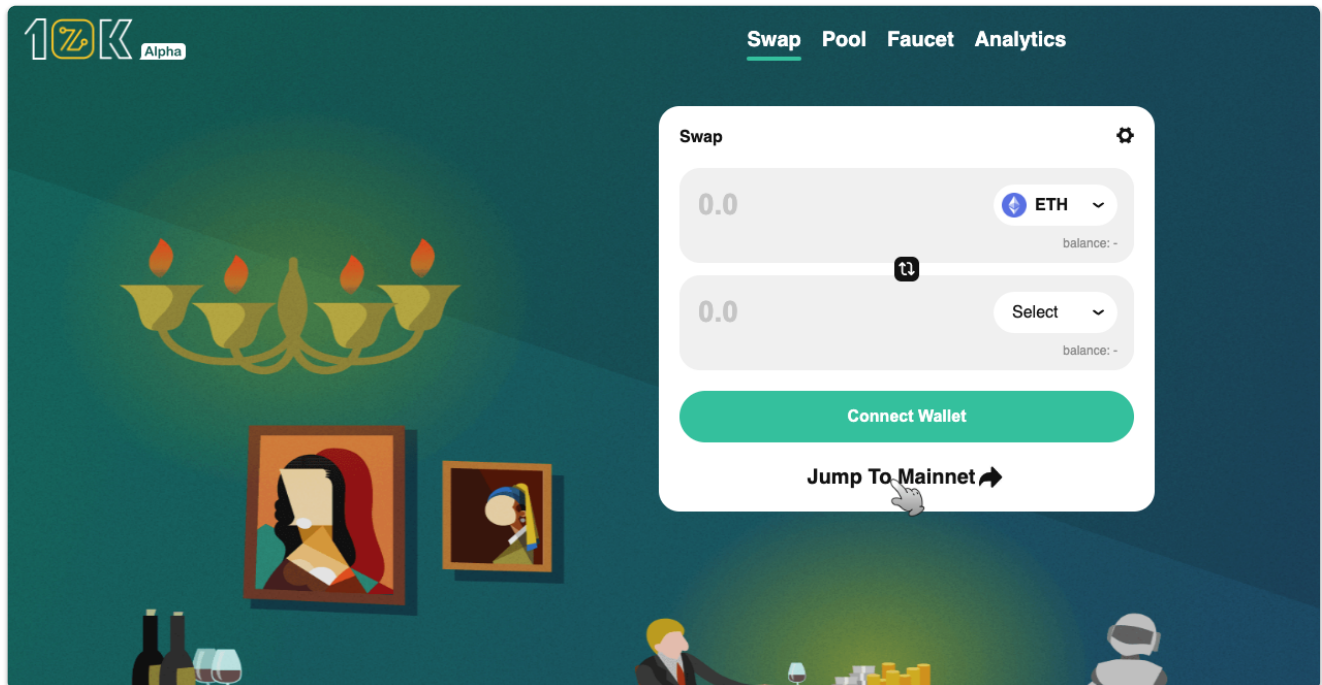 10K Alpha
Swap Pool Faucet Analytics
Swap
0.0 ETH
balance: -
0.0 Select
balance: -
Connect Wallet
Jump To Mainnet